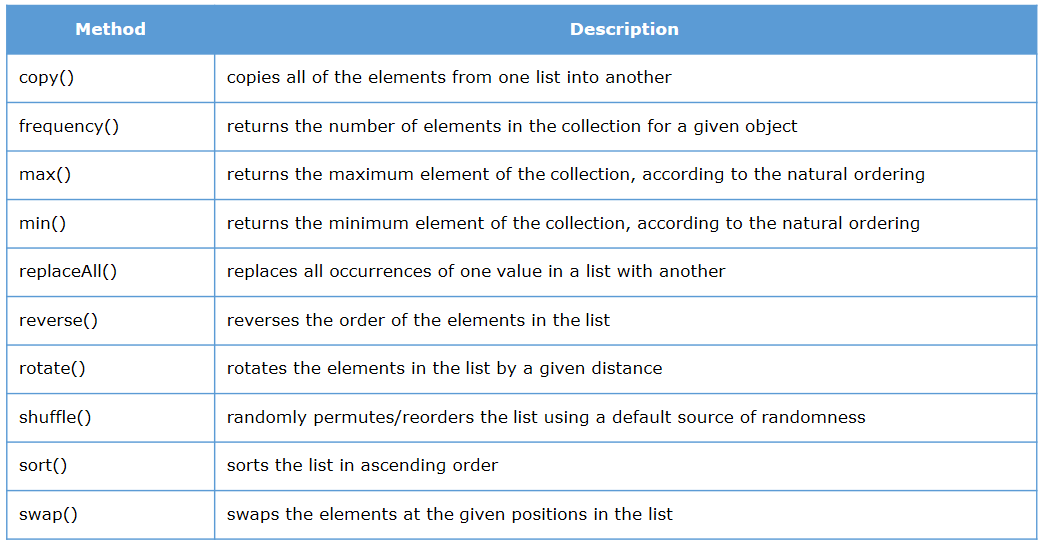 Method Description
copy() copies all of the elements from one list into another
frequency() returns the number of elements in the collection for a given object
max() returns the maximum element of the collection, according to the natural ordering
min() returns the minimum element of the collection, according to the natural ordering
replaceAll() replaces all occurrences of one value in a list with another
reverse() reverses the order of the elements in the list
rotate() rotates the elements in the list by a given distance
shuffle() randomly permutes/reorders the list using a default source of randomness
sort() sorts the list in ascending order
swap() swaps the elements at the given positions in the list